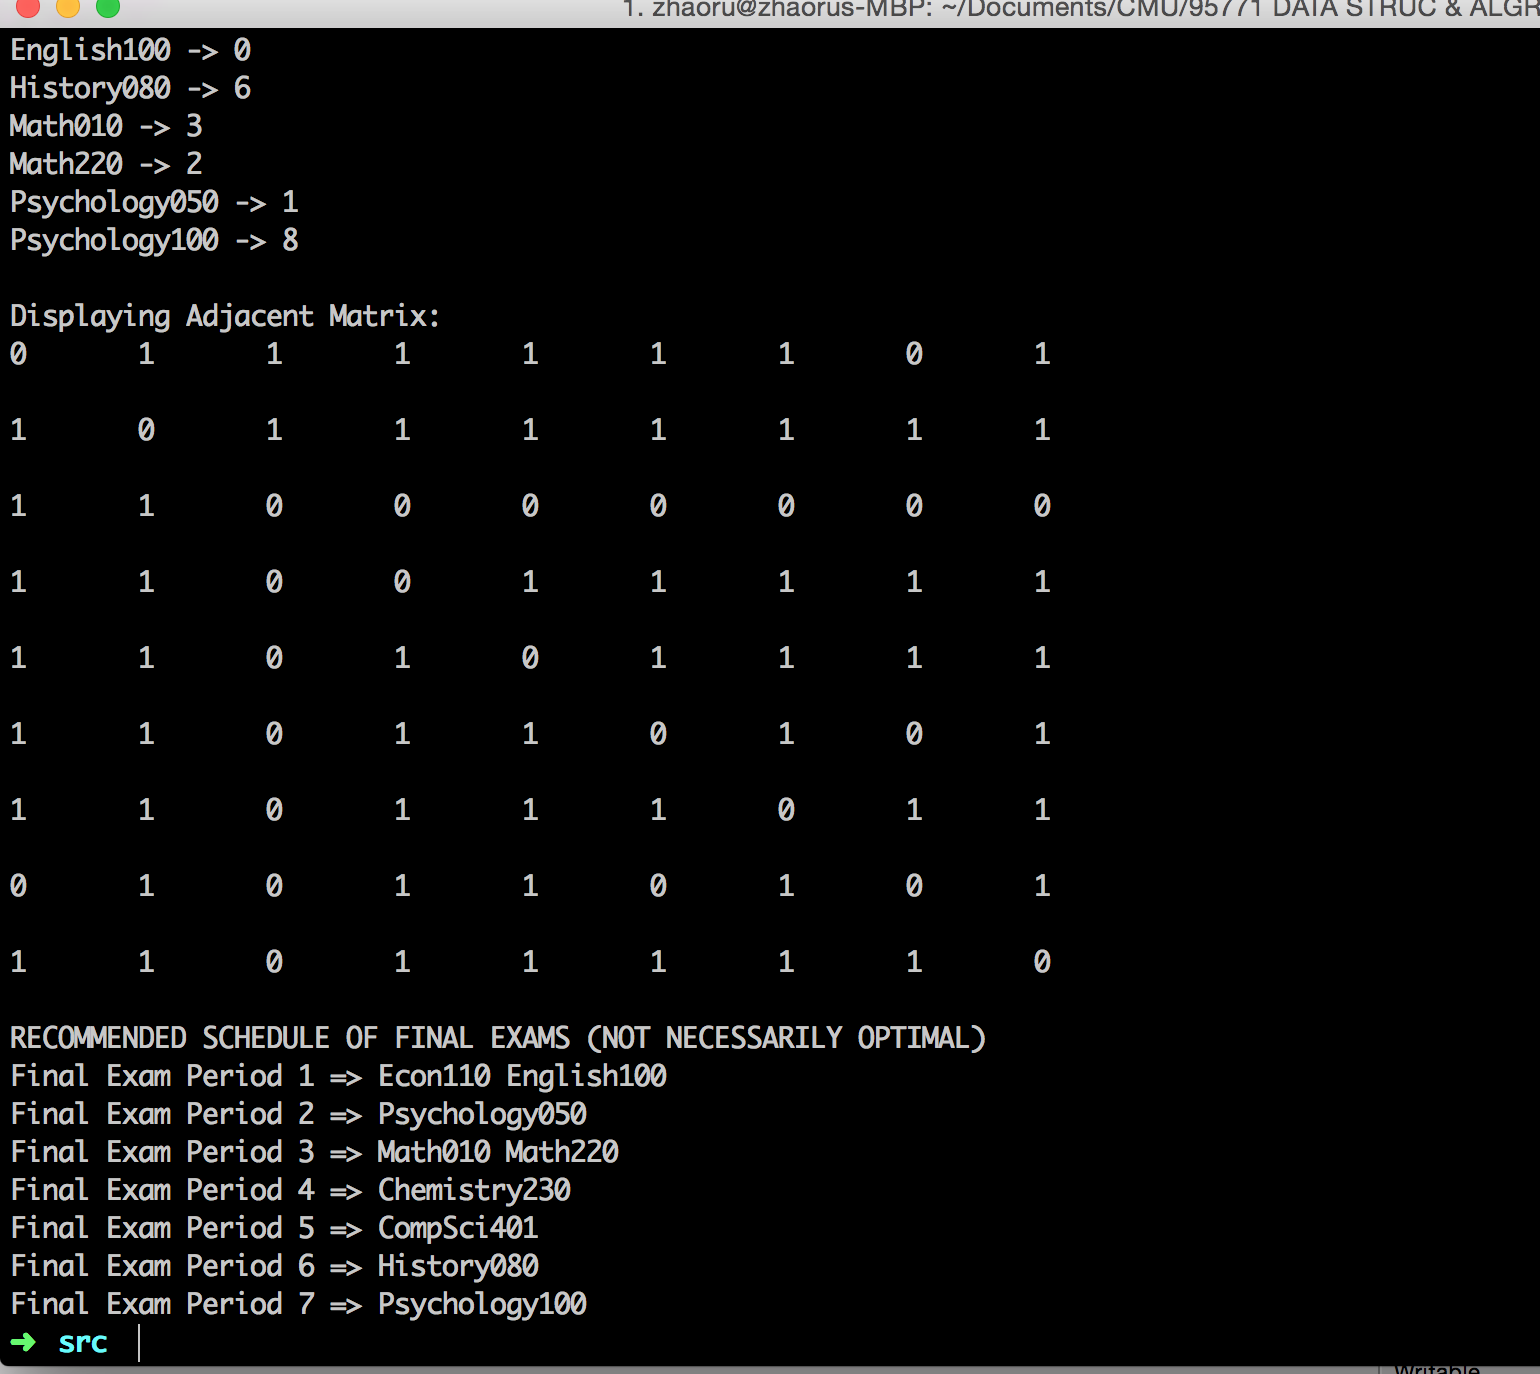 1. zhaoru@zhaorus-MBP: ~/Documents/CMU/95771 DATA STRUC & ALGR
English100 -> 0
History080 -> 6
Math010 -> 3
Math220 -> 2
Psychology050 -> 1
Psychology100 -> 8
Displaying Adjacent Matrix:
0 1 1 1 1 1 1 0 1
1 0 1 1 1 1 1 1 1
1 1 0 0 0 0 0 0 0
1 1 0 0 1 1 1 1 1
1 1 0 1 0 1 1 1 1
1 1 0 1 1 0 1 0 1
1 1 0 1 1 1 0 1 1
0 1 0 1 1 0 1 0 1
1 1 0 1 1 1 1 1 0
RECOMMENDED SCHEDULE OF FINAL EXAMS (NOT NECESSARILY OPTIMAL)
Final Exam Period 1 => Econ110 English100
Final Exam Period 2 => Psychology050
Final Exam Period 3 => Math010 Math220
Final Exam Period 4 => Chemistry230
Final Exam Period 5 => CompSci401
Final Exam Period 6 => History080
Final Exam Period 7 => Psychology100
➜ src
Writable